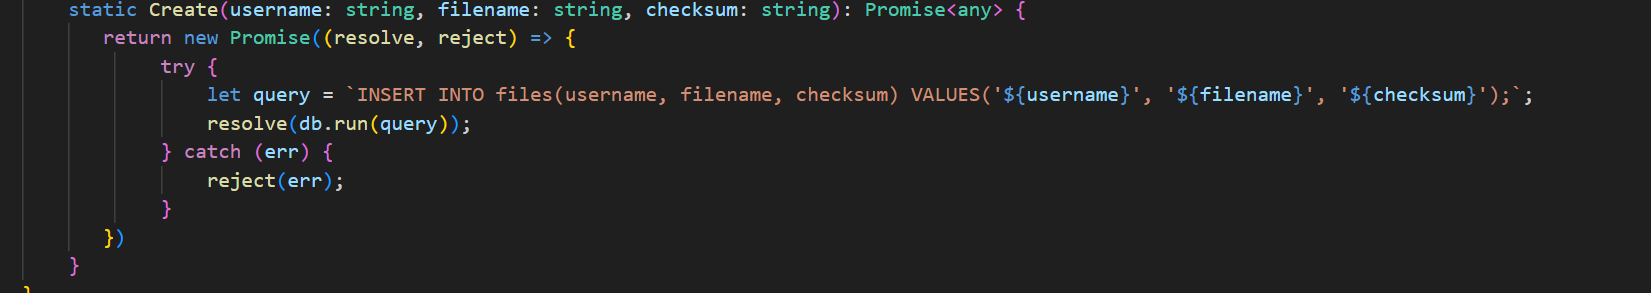 static Create(username: string, filename: string, checksum: string): Promise<any> {
return new Promise((resolve, reject) => {
try {
let query = `INSERT INTO files(username, filename, checksum) VALUES('${username}', '${filename}', '${checksum}');`;
resolve(db.run(query));
} catch (err) {
reject(err);
}
})
}
}